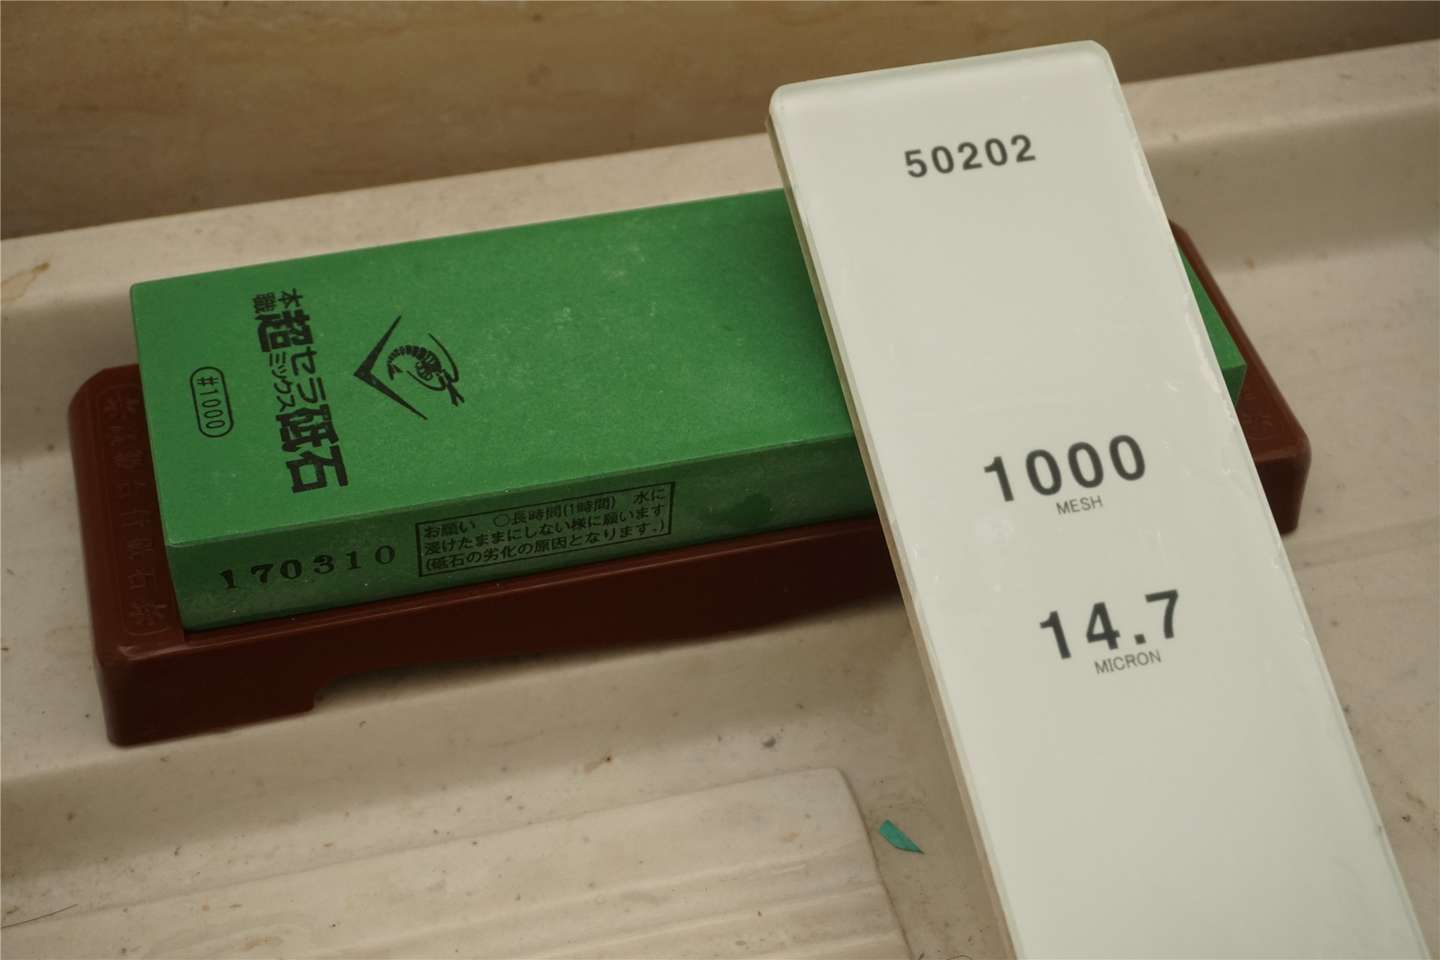 本
超セラミックス砥石
#1000
170310
お願い ○長時間(1時間) 水に
浸けたままにしない様に願います
(砥石の劣化の原因となります。)
50202
1000
MESH
14.7
MICRON